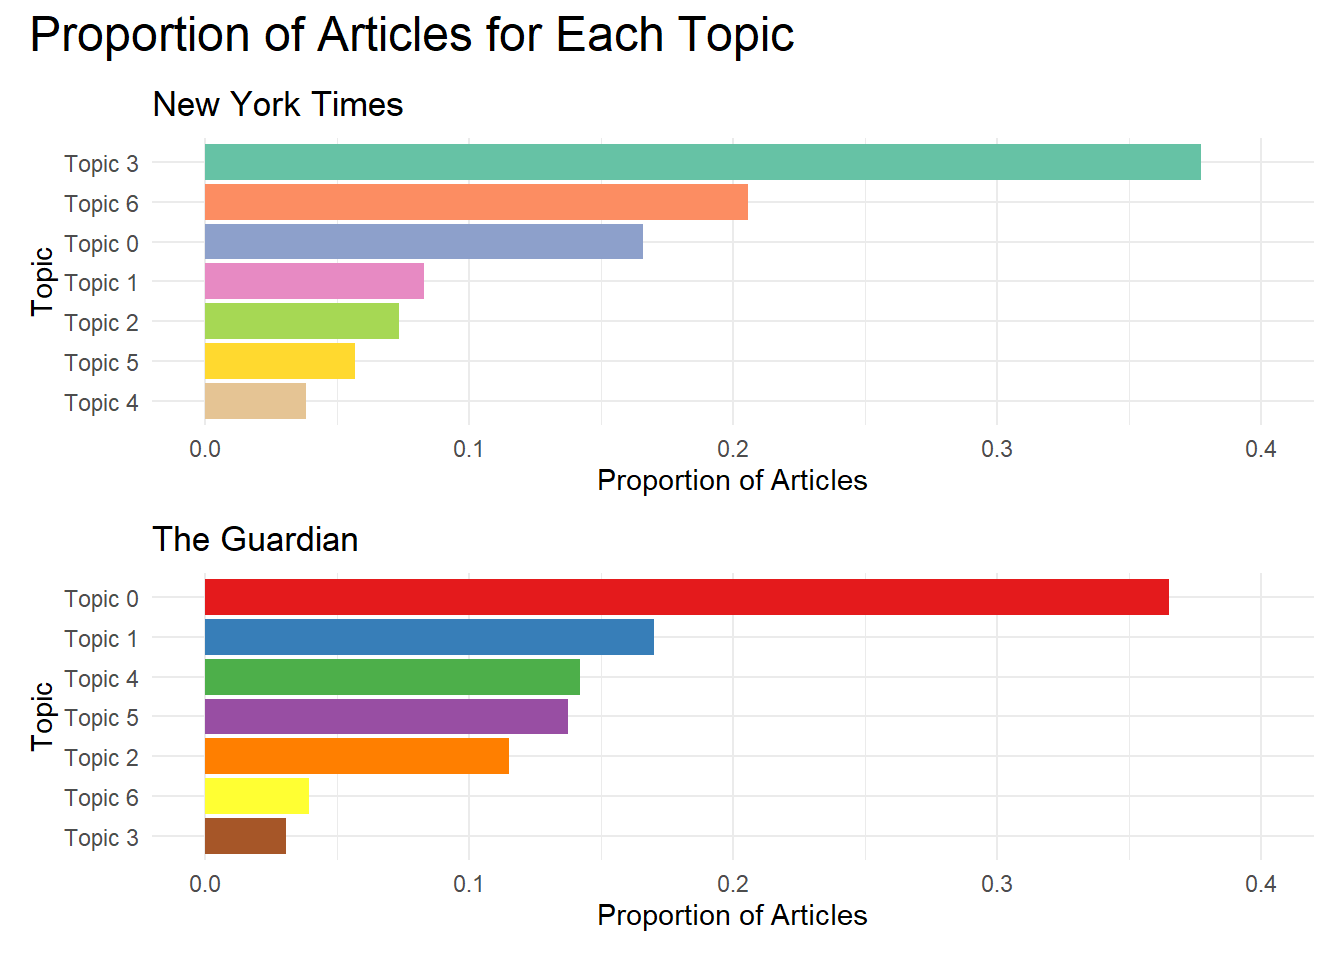 Proportion of Articles for Each Topic
New York Times
Topic
Topic 3
Topic 6
Topic 0
Topic 1
Topic 2
Topic 5
Topic 4
0.0 0.1 0.2 0.3 0.4
Proportion of Articles
The Guardian
Topic
Topic 0
Topic 1
Topic 4
Topic 5
Topic 2
Topic 6
Topic 3
0.0 0.1 0.2 0.3 0.4
Proportion of Articles